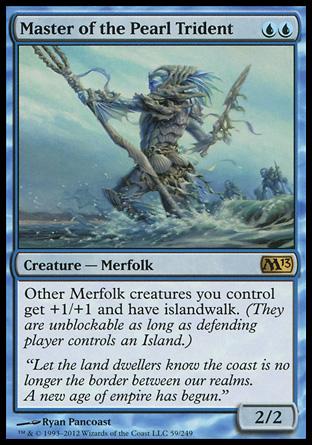 Master of the Pearl Trident
Creature — Merfolk
M13
Other Merfolk creatures you control
get +1/+1 and have islandwalk. (They
are unblockable as long as defending
player controls an Island.)
“Let the land dwellers know the coast is no
longer the border between our realms.
A new age of empire has begun.”
Ryan Pancoast
™ & © 1993–2012 Wizards of the Coast LLC 59/249
2/2